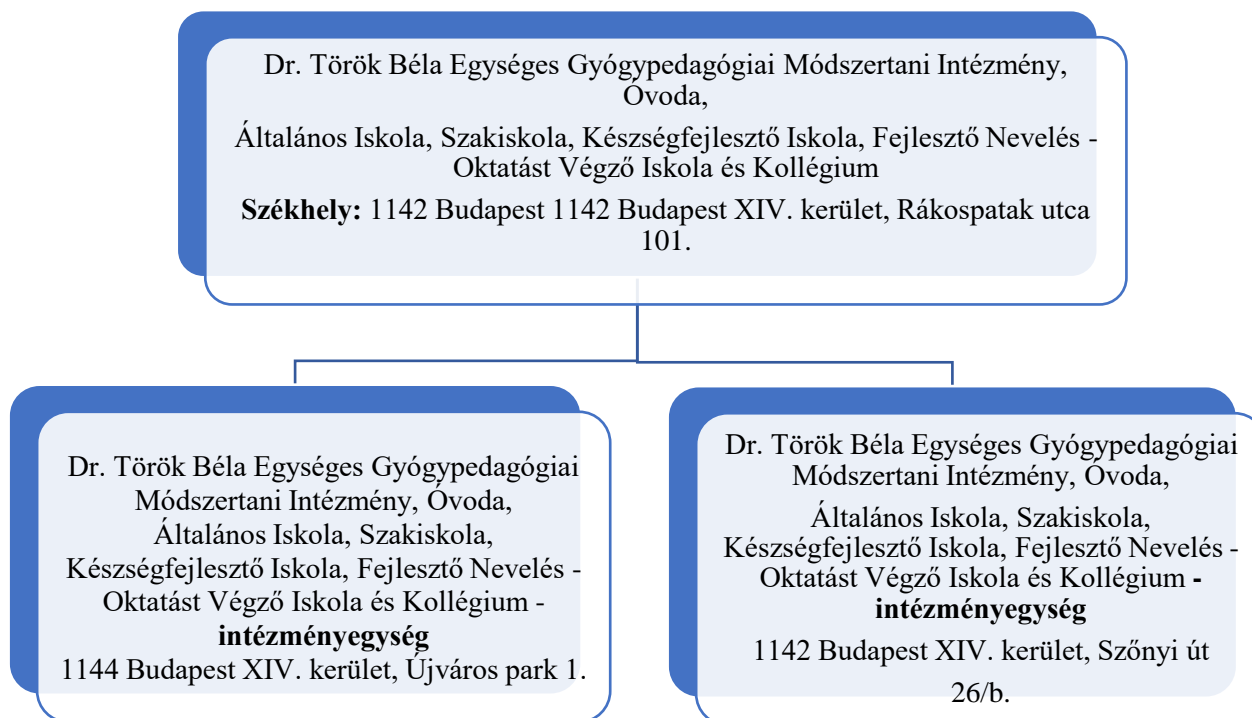 Dr. Török Béla Egységes Gyógypedagógiai Módszertani Intézmény,
Óvoda,
Általános Iskola, Szakiskola, Készségfejlesztő Iskola, Fejlesztő Nevelés -
Oktatást Végző Iskola és Kollégium
Székhely: 1142 Budapest 1142 Budapest XIV. kerület, Rákospatak utca
101.
Dr. Török Béla Egységes Gyógypedagógiai
Módszertani Intézmény, Óvoda,
Általános Iskola, Szakiskola,
Készségfejlesztő Iskola, Fejlesztő Nevelés -
Oktatást Végző Iskola és Kollégium -
intézményegység
1144 Budapest XIV. kerület, Újváros park 1.
Dr. Török Béla Egységes Gyógypedagógiai
Módszertani Intézmény, Óvoda,
Általános Iskola, Szakiskola,
Készségfejlesztő Iskola, Fejlesztő Nevelés -
Oktatást Végző Iskola és Kollégium -
intézményegység
1142 Budapest XIV. kerület, Szőnyi út
26/b.